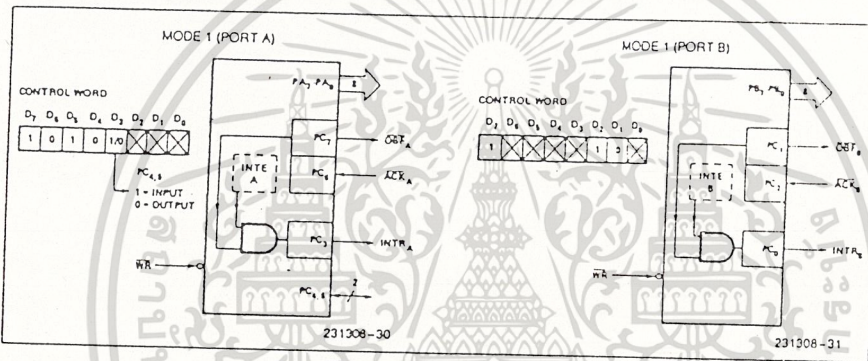 MODE 1 (PORT A)
PA7 PA0 8
CONTROL WORD
D7 D6 D5 D4 D3 D2 D1 D0
1 0 1 0 1/0
PC4,5
1 = INPUT
0 = OUTPUT
PC7 OBFA
PC6 ACKA
INTE
A
PC3 INTRA
WR
PC4,5 2
231308-30
MODE 1 (PORT B)
PB7 PB0 8
CONTROL WORD
D7 D6 D5 D4 D3 D2 D1 D0
1 1 0
PC1 OBFB
PC2 ACKB
INTE
B
PC0 INTRB
WR
231308-31